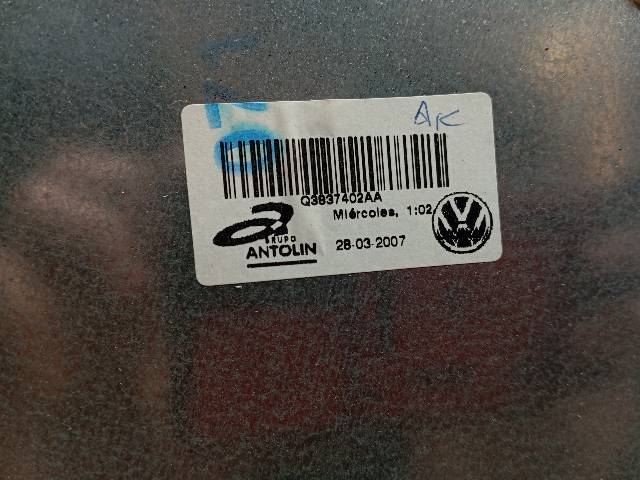 AK
Q3837402AA
Miércoles, 1:02
GRUPO
ANTOLIN
28-03-2007